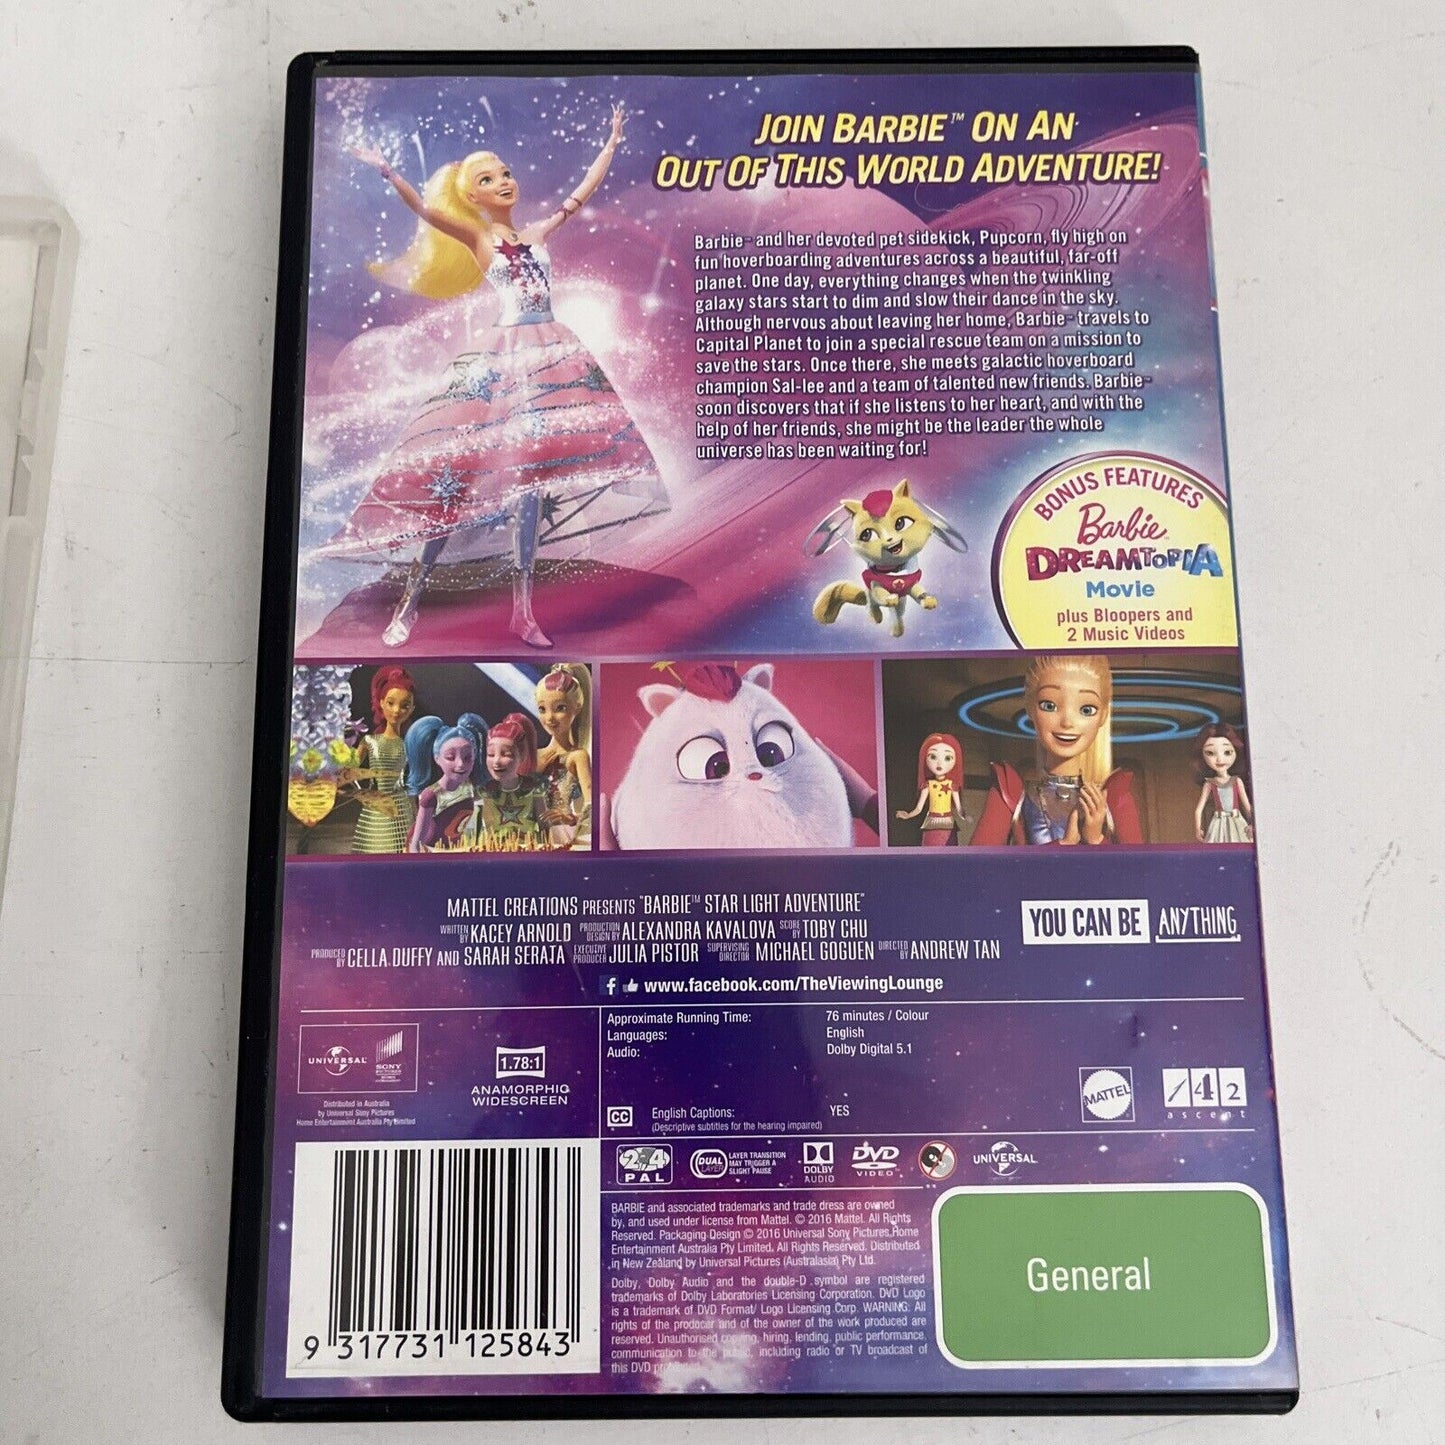 JOIN BARBIE™ ON AN
OUT OF THIS WORLD ADVENTURE!
Barbie™ and her devoted pet sidekick, Pupcorn, fly high on
fun hoverboarding adventures across a beautiful, far-off
planet. One day, everything changes when the twinkling
galaxy stars start to dim and slow their dance in the sky.
Although nervous about leaving her home, Barbie™ travels to
Capital Planet to join a special rescue team on a mission to
save the stars. Once there, she meets galactic hoverboard
champion Sal-lee and a team of talented new friends. Barbie™
soon discovers that if she listens to her heart, and with the
help of her friends, she might be the leader the whole
universe has been waiting for!
BONUS FEATURES
Barbie™
DREAMTOPIA
Movie
plus Bloopers and
2 Music Videos
MATTEL CREATIONS PRESENTS "BARBIE™ STAR LIGHT ADVENTURE"
WRITTEN BY KACEY ARNOLD PRODUCTION DESIGN BY ALEXANDRA KAVALOVA SCORE BY TOBY CHU
PRODUCED BY CELLA DUFFY AND SARAH SERATA EXECUTIVE PRODUCER JULIA PISTOR SUPERVISING DIRECTOR MICHAEL GOGUEN DIRECTED BY ANDREW TAN
YOU CAN BE ANYTHING
f www.facebook.com/TheViewingLounge
UNIVERSAL
SONY
Distributed in Australia
by Universal Sony Pictures
Home Entertainment Australia Pty Limited
1.78:1
ANAMORPHIC
WIDESCREEN
Approximate Running Time: 76 minutes / Colour
Languages: English
Audio: Dolby Digital 5.1
CC English Captions: YES
(Descriptive subtitles for the hearing impaired)
MATTEL
142
ascent
2 4
PAL
DUAL LAYER
LAYER TRANSITION
MAY TRIGGER A
SLIGHT PAUSE
DOLBY
AUDIO
DVD
VIDEO
UNIVERSAL
BARBIE and associated trademarks and trade dress are owned
by, and used under license from Mattel. © 2016 Mattel. All Rights
Reserved. Packaging Design © 2016 Universal Sony Pictures Home
Entertainment Australia Pty Limited. All Rights Reserved. Distributed
in New Zealand by Universal Pictures (Australasia) Pty Ltd.
Dolby, Dolby Audio and the double-D symbol are registered
trademarks of Dolby Laboratories Licensing Corporation. DVD Logo
is a trademark of DVD Format/ Logo Licensing Corp. WARNING: All
rights of the producer and of the owner of the work produced are
reserved. Unauthorised copying, hiring, lending, public performance,
communication to the public, including radio or TV broadcast of
this DVD prohibited.
General
9 317731 125843